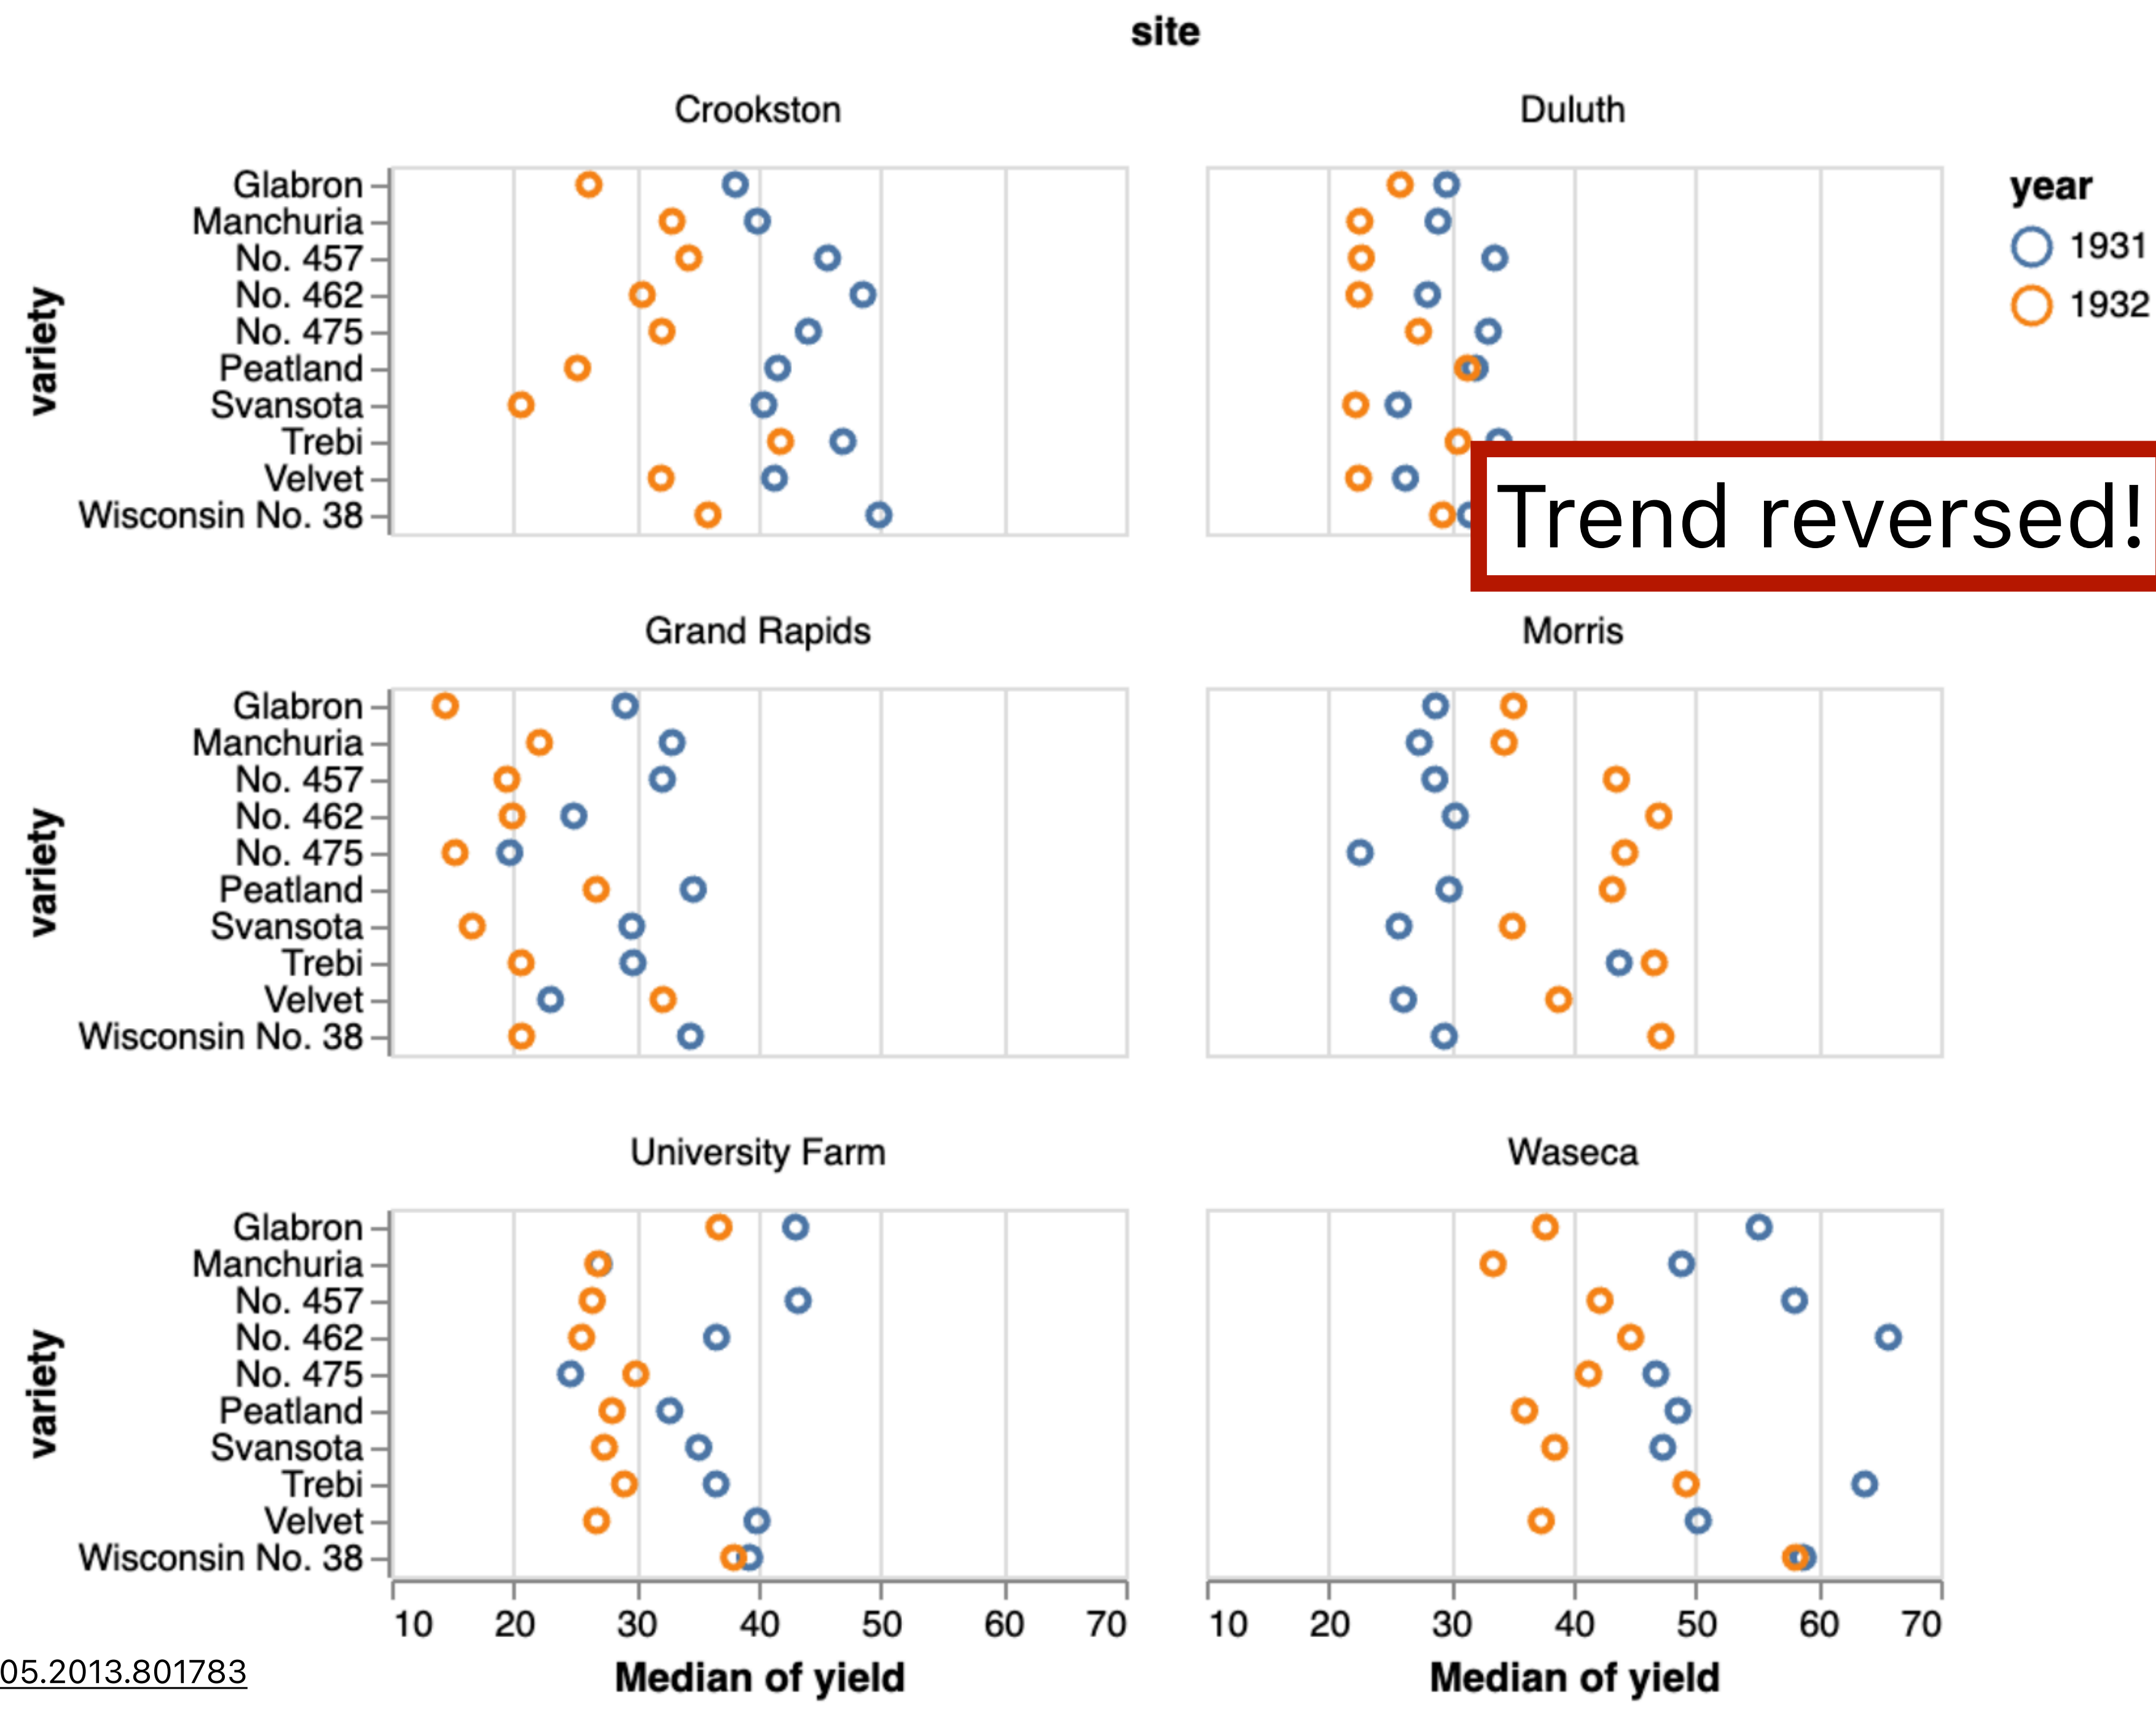 site
Crookston
Duluth
Glabron
Manchuria
No. 457
No. 462
No. 475
Peatland
Svansota
Trebi
Velvet
Wisconsin No. 38
variety
year
1931
1932
Trend reversed!
Grand Rapids
Morris
Glabron
Manchuria
No. 457
No. 462
No. 475
Peatland
Svansota
Trebi
Velvet
Wisconsin No. 38
variety
University Farm
Waseca
Glabron
Manchuria
No. 457
No. 462
No. 475
Peatland
Svansota
Trebi
Velvet
Wisconsin No. 38
variety
10 20 30 40 50 60 70
10 20 30 40 50 60 70
05.2013.801783
Median of yield
Median of yield